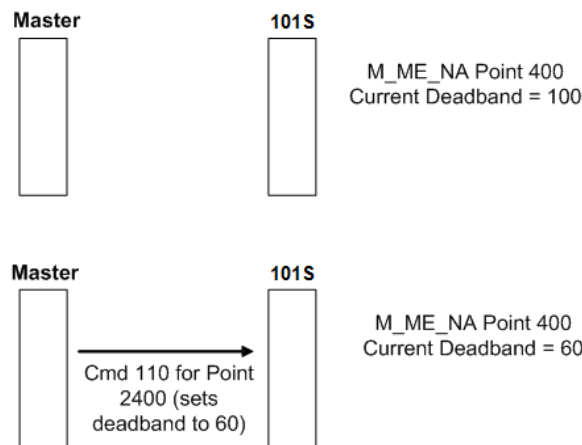 Master
101S
M_ME_NA Point 400
Current Deadband = 100
Master
101S
M_ME_NA Point 400
Current Deadband = 60
Cmd 110 for Point
2400 (sets
deadband to 60)